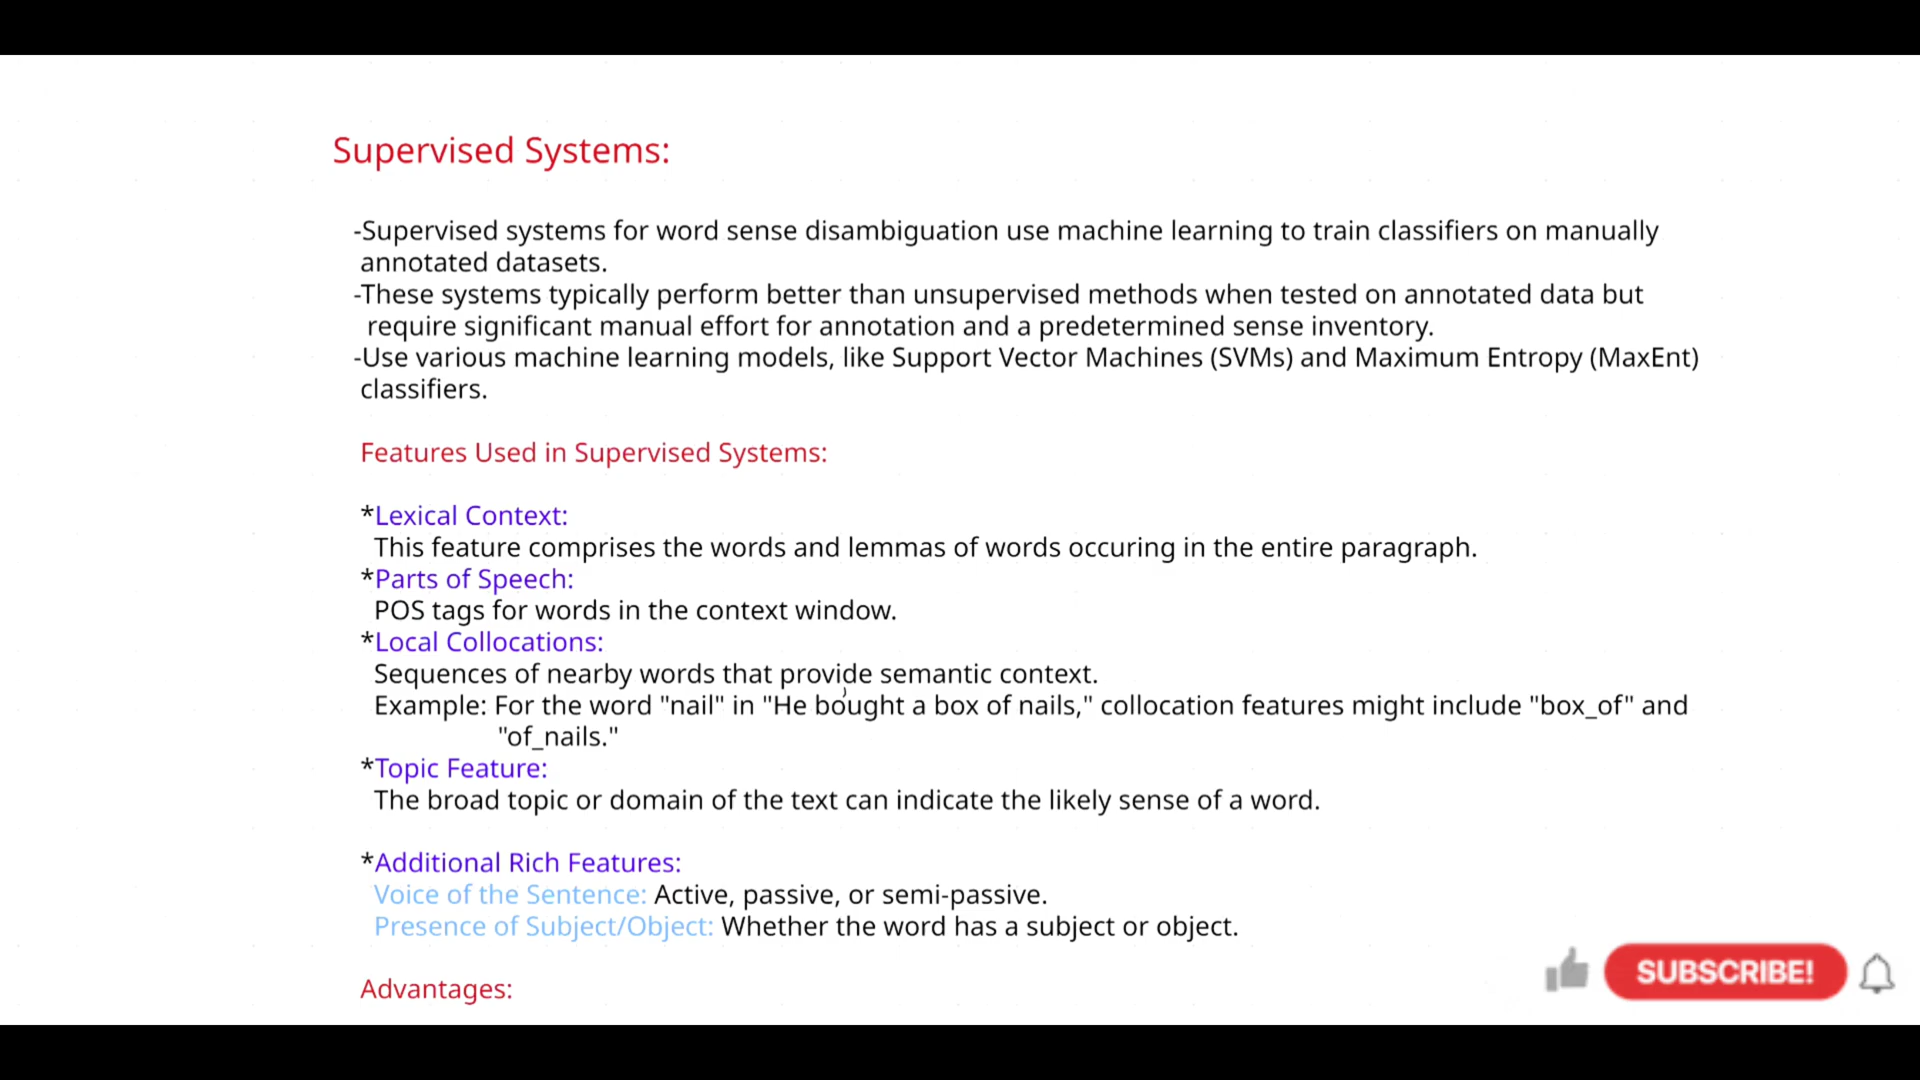 Supervised Systems:
-Supervised systems for word sense disambiguation use machine learning to train classifiers on manually
annotated datasets.
-These systems typically perform better than unsupervised methods when tested on annotated data but
require significant manual effort for annotation and a predetermined sense inventory.
-Use various machine learning models, like Support Vector Machines (SVMs) and Maximum Entropy (MaxEnt)
classifiers.
Features Used in Supervised Systems:
*Lexical Context:
This feature comprises the words and lemmas of words occuring in the entire paragraph.
*Parts of Speech:
POS tags for words in the context window.
*Local Collocations:
Sequences of nearby words that provide semantic context.
Example: For the word "nail" in "He bought a box of nails," collocation features might include "box_of" and
"of_nails."
*Topic Feature:
The broad topic or domain of the text can indicate the likely sense of a word.
*Additional Rich Features:
Voice of the Sentence: Active, passive, or semi-passive.
Presence of Subject/Object: Whether the word has a subject or object.
Advantages:
SUBSCRIBE!